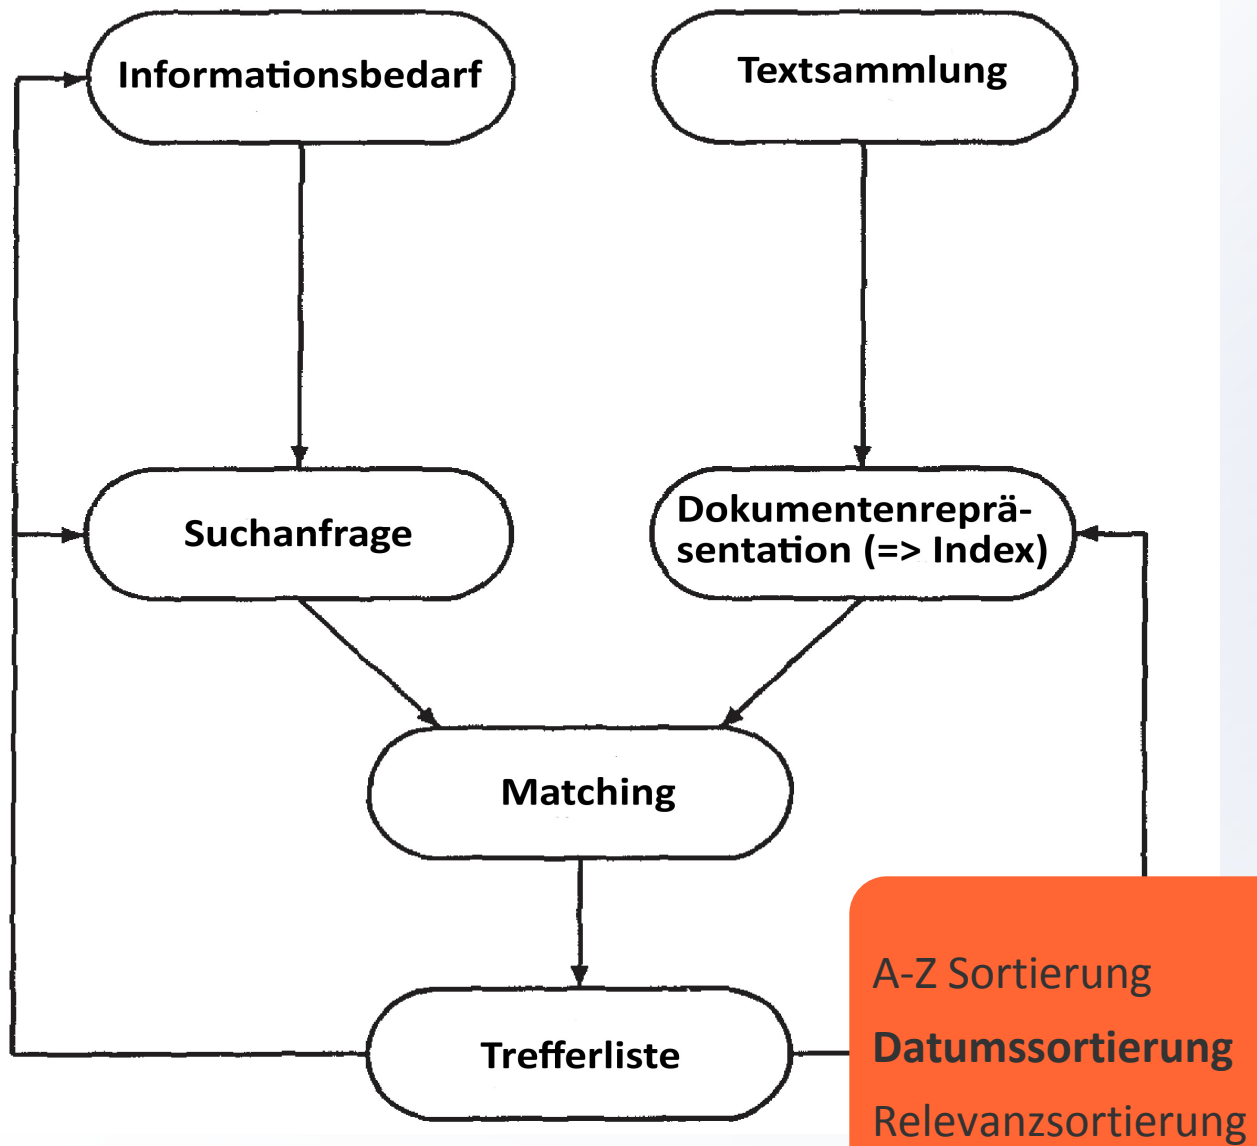 Informationsbedarf
Textsammlung
Suchanfrage
Dokumentenreprä-
sentation (=> Index)
Matching
Trefferliste
A-Z Sortierung
Datumssortierung
Relevanzsortierung